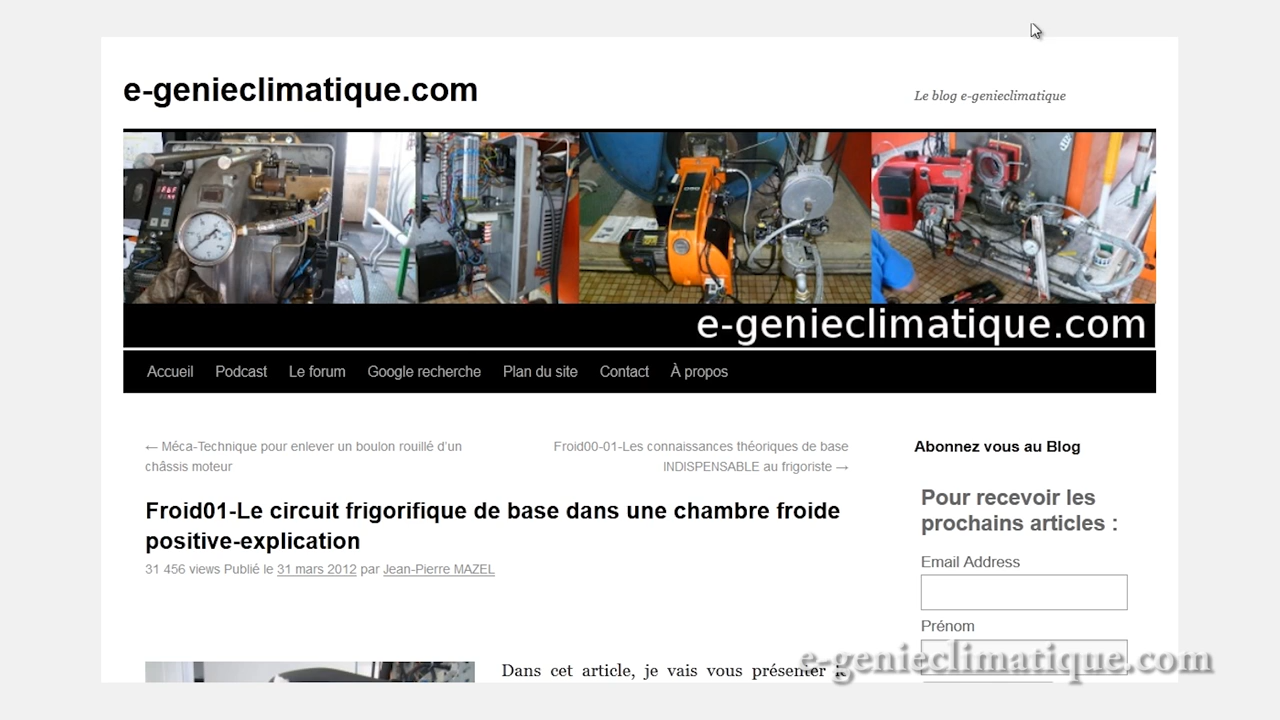 e-genieclimatique.com
Le blog e-genieclimatique
e-genieclimatique.com
Accueil Podcast Le forum Google recherche Plan du site Contact À propos
← Méca-Technique pour enlever un boulon rouillé d’un
châssis moteur
Froid00-01-Les connaissances théoriques de base
INDISPENSABLE au frigoriste →
Froid01-Le circuit frigorifique de base dans une chambre froide
positive-explication
31 456 views Publié le 31 mars 2012 par Jean-Pierre MAZEL
Dans cet article, je vais vous présenter
Abonnez vous au Blog
Pour recevoir les
prochains articles :
Email Address
Prénom
e-genieclimatique.com